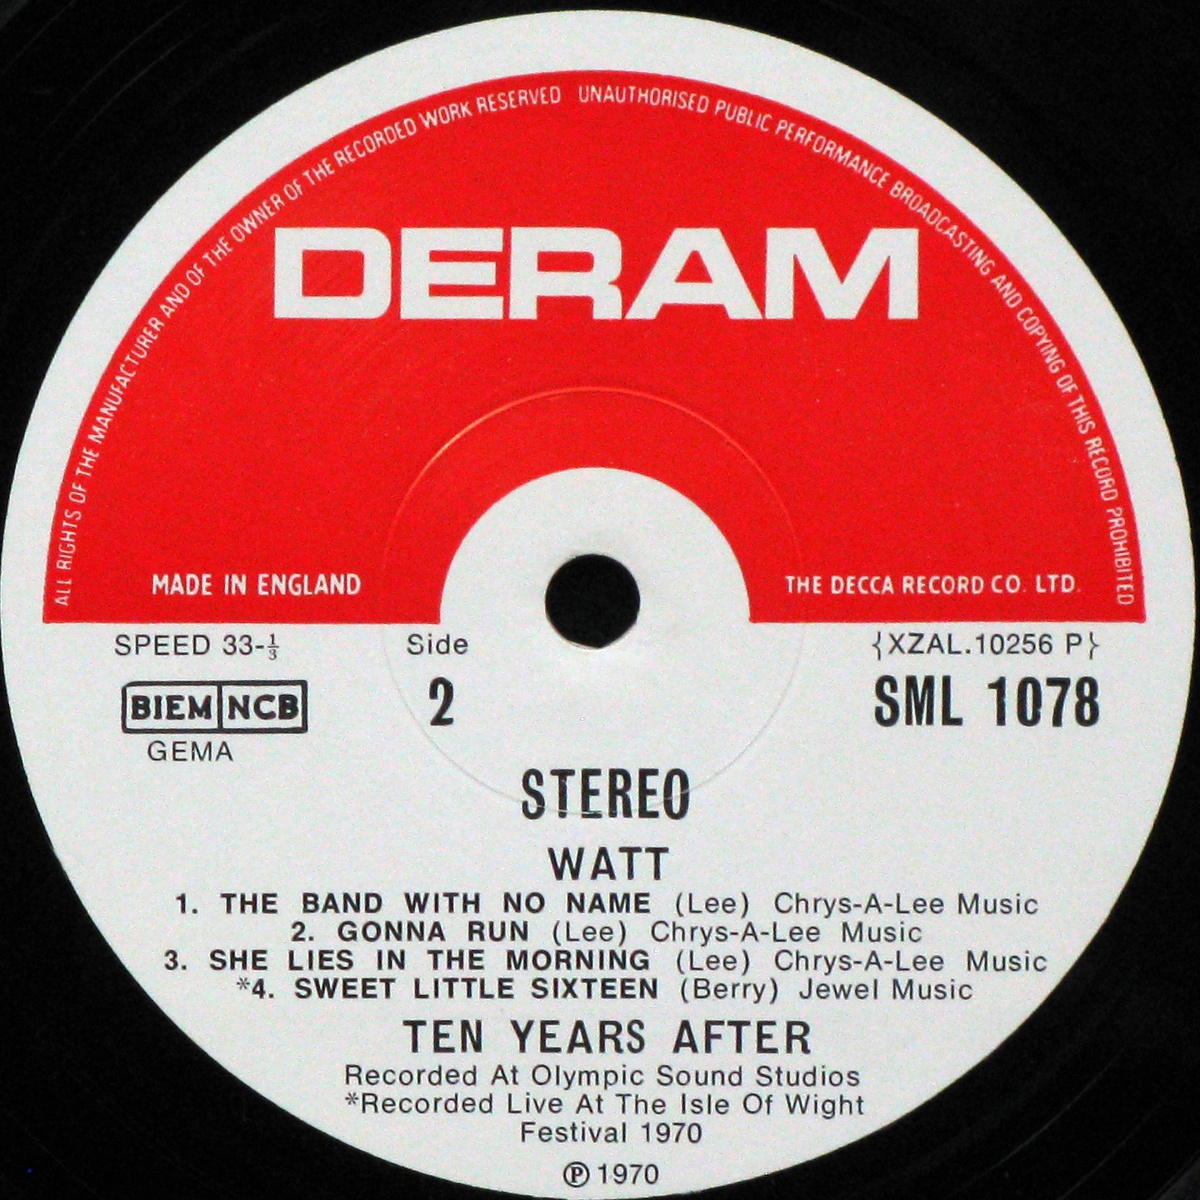 ALL RIGHTS OF THE MANUFACTURER AND OF THE OWNER OF THE RECORDED WORK RESERVED UNAUTHORISED PUBLIC PERFORMANCE BROADCASTING AND COPYING OF THIS RECORD PROHIBITED
DERAM
MADE IN ENGLAND THE DECCA RECORD CO. LTD.
SPEED 33-⅓ Side {XZAL.10256 P}
BIEM NCB 2 SML 1078
GEMA
STEREO
WATT
1. THE BAND WITH NO NAME (Lee) Chrys-A-Lee Music
2. GONNA RUN (Lee) Chrys-A-Lee Music
3. SHE LIES IN THE MORNING (Lee) Chrys-A-Lee Music
*4. SWEET LITTLE SIXTEEN (Berry) Jewel Music
TEN YEARS AFTER
Recorded At Olympic Sound Studios
*Recorded Live At The Isle Of Wight
Festival 1970
℗ 1970